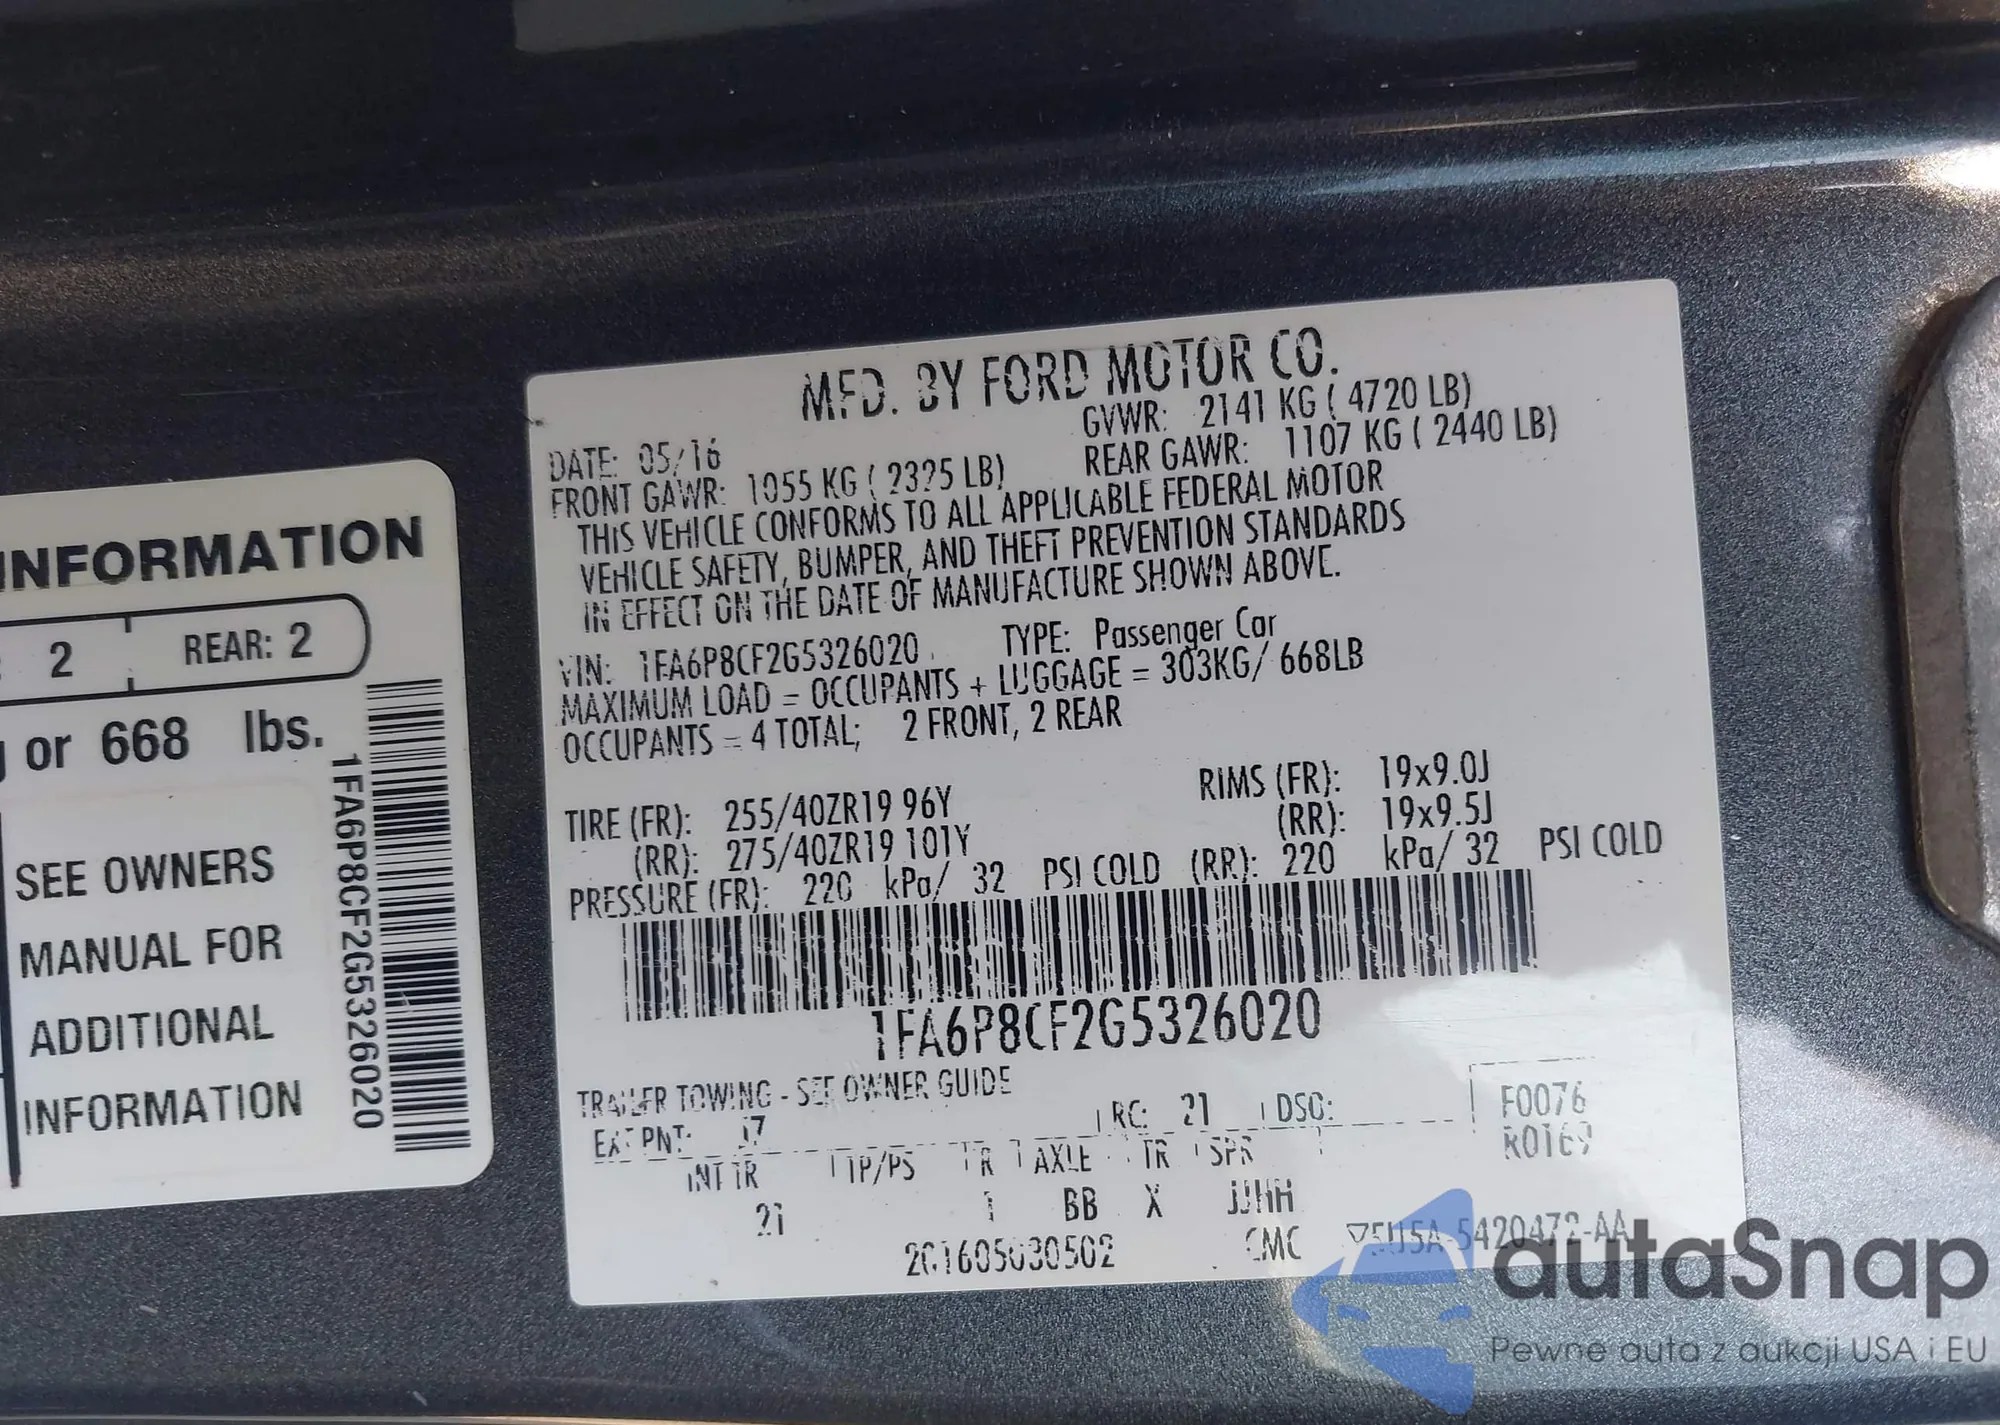 INFORMATION
2 REAR: 2
or 668 lbs.
SEE OWNERS
MANUAL FOR
ADDITIONAL
INFORMATION
1FA6P8CF2G5326020
MFD. BY FORD MOTOR CO.
DATE: 05/16 GVWR: 2141 KG ( 4720 LB)
FRONT GAWR: 1055 KG ( 2325 LB) REAR GAWR: 1107 KG ( 2440 LB)
THIS VEHICLE CONFORMS TO ALL APPLICABLE FEDERAL MOTOR
VEHICLE SAFETY, BUMPER, AND THEFT PREVENTION STANDARDS
IN EFFECT ON THE DATE OF MANUFACTURE SHOWN ABOVE.
VIN: 1FA6P8CF2G5326020 TYPE: Passenger Car
MAXIMUM LOAD = OCCUPANTS + LUGGAGE = 303KG/ 668LB
OCCUPANTS = 4 TOTAL; 2 FRONT, 2 REAR
TIRE (FR): 255/40ZR19 96Y RIMS (FR): 19x9.0J
(RR): 275/40ZR19 101Y (RR): 19x9.5J
PRESSURE (FR): 220 kPa/ 32 PSI COLD (RR): 220 kPa/ 32 PSI COLD
1FA6P8CF2G5326020
TRAILER TOWING - SEE OWNER GUIDE
EXT PNT: J7 RC: 21 DSO: F0076
R0169
INT TR TP/PS R AXLE TR SPR
21 1 BB X JJHH
CMC 5U5A-5420472-AA
autaSnap
Pewne auta z aukcji USA i EU